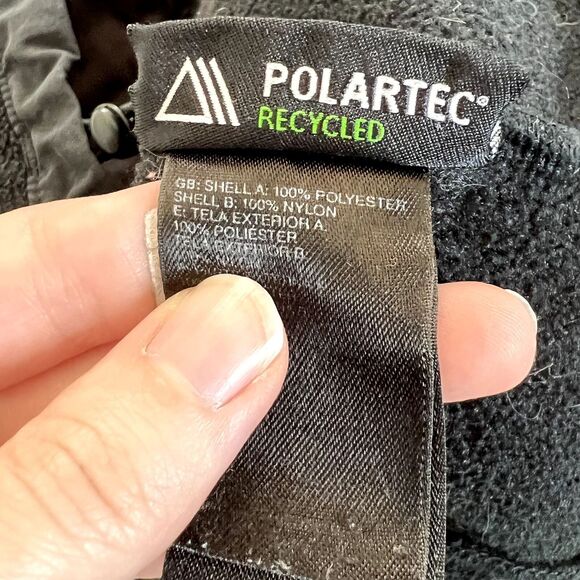 POLARTEC®
RECYCLED
GB: SHELL A: 100% POLYESTER
SHELL B: 100% NYLON
E: TELA EXTERIOR A:
100% POLIESTER
TELA EXTERIOR B: